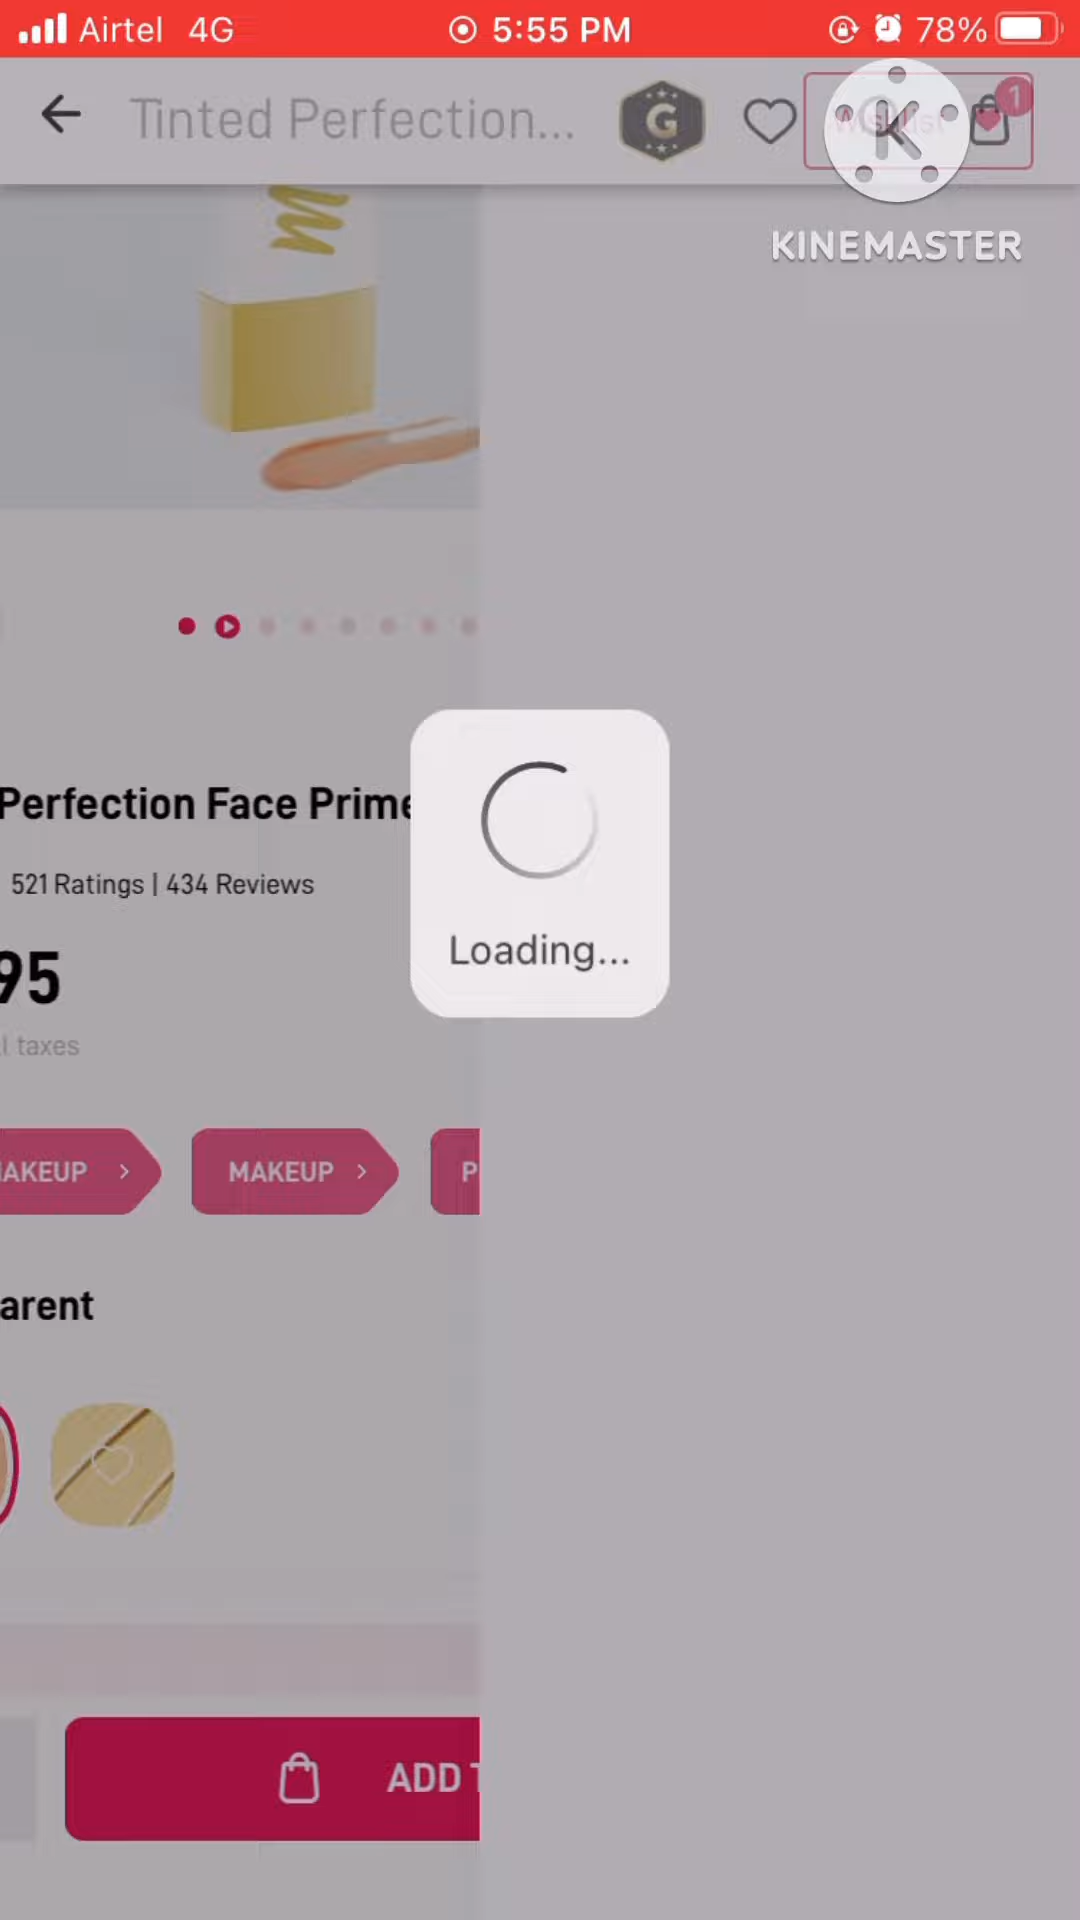 Airtel 4G 5:55 PM 78%
Tinted Perfection... G Wishlist 1
K
KINEMASTER
Perfection Face Prime
521 Ratings | 434 Reviews
95
l taxes
Loading...
AKEUP MAKEUP P
arent
ADD T